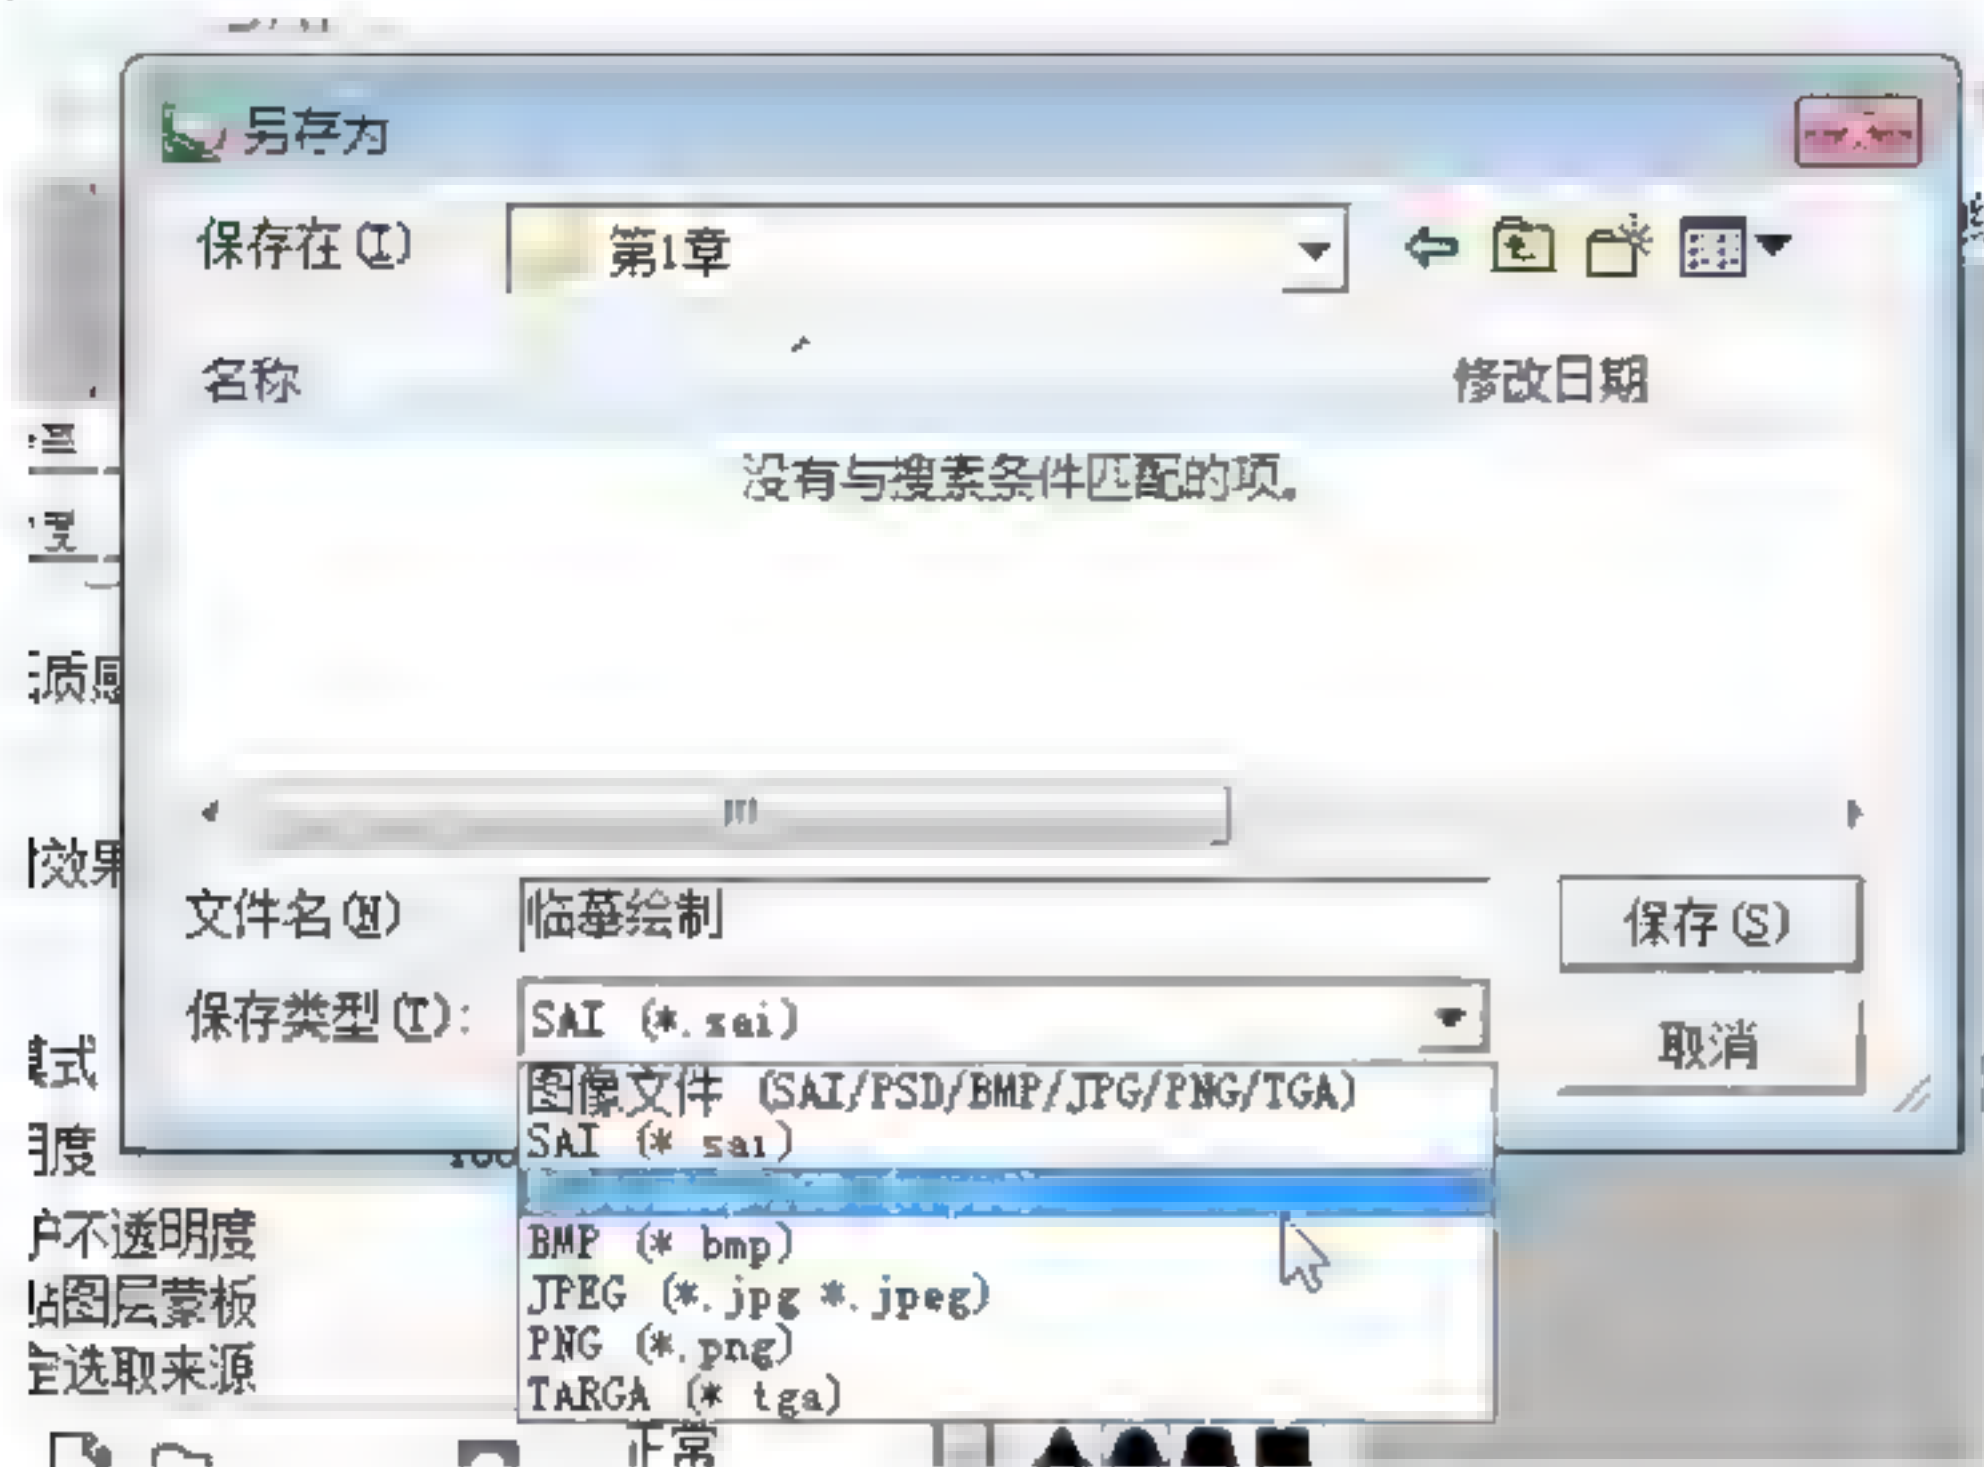 另存为
保存在(I)
第1章
名称
修改日期
没有与搜索条件匹配的项。
质感
效果
文件名(N)
临摹绘制
保存(S)
保存类型(T):
SAI (*.sai)
取消
模式
图像文件 (SAI/PSD/BMP/JPG/PNG/TGA)
SAI (* sai)
明度
不透明度
BMP (* bmp)
图层蒙板
JPEG (*.jpg *.jpeg)
选取来源
PNG (*.png)
TARGA (* tga)
正常